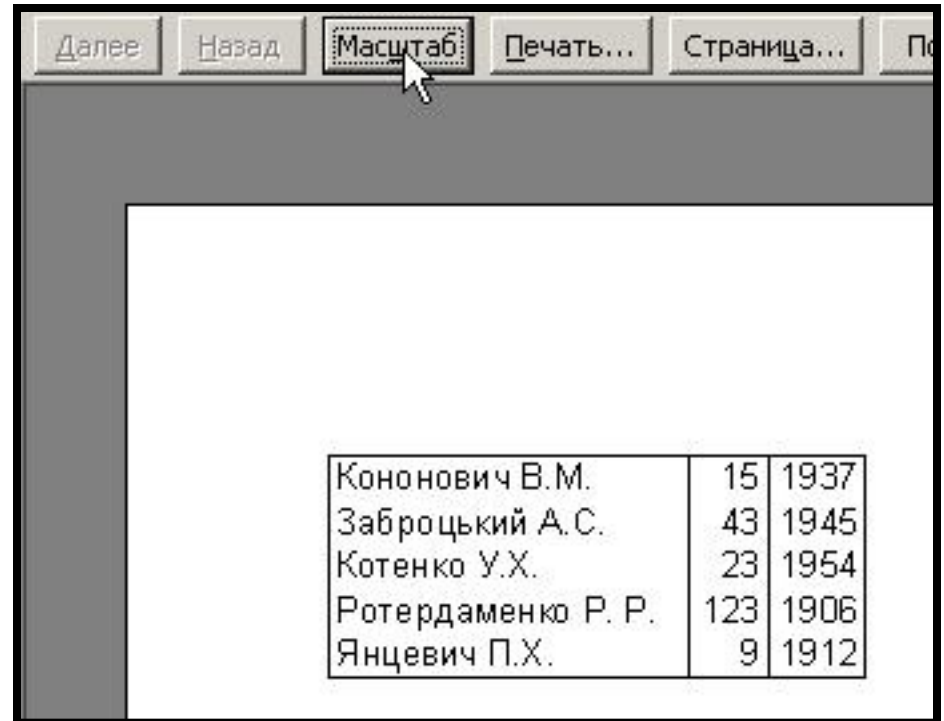 Далее Назад Масштаб Печать... Страница...
Кононович В.М. 15 1937
Заброцький А.С. 43 1945
Котенко У.Х. 23 1954
Ротердаменко Р. Р. 123 1906
Янцевич П.Х. 9 1912